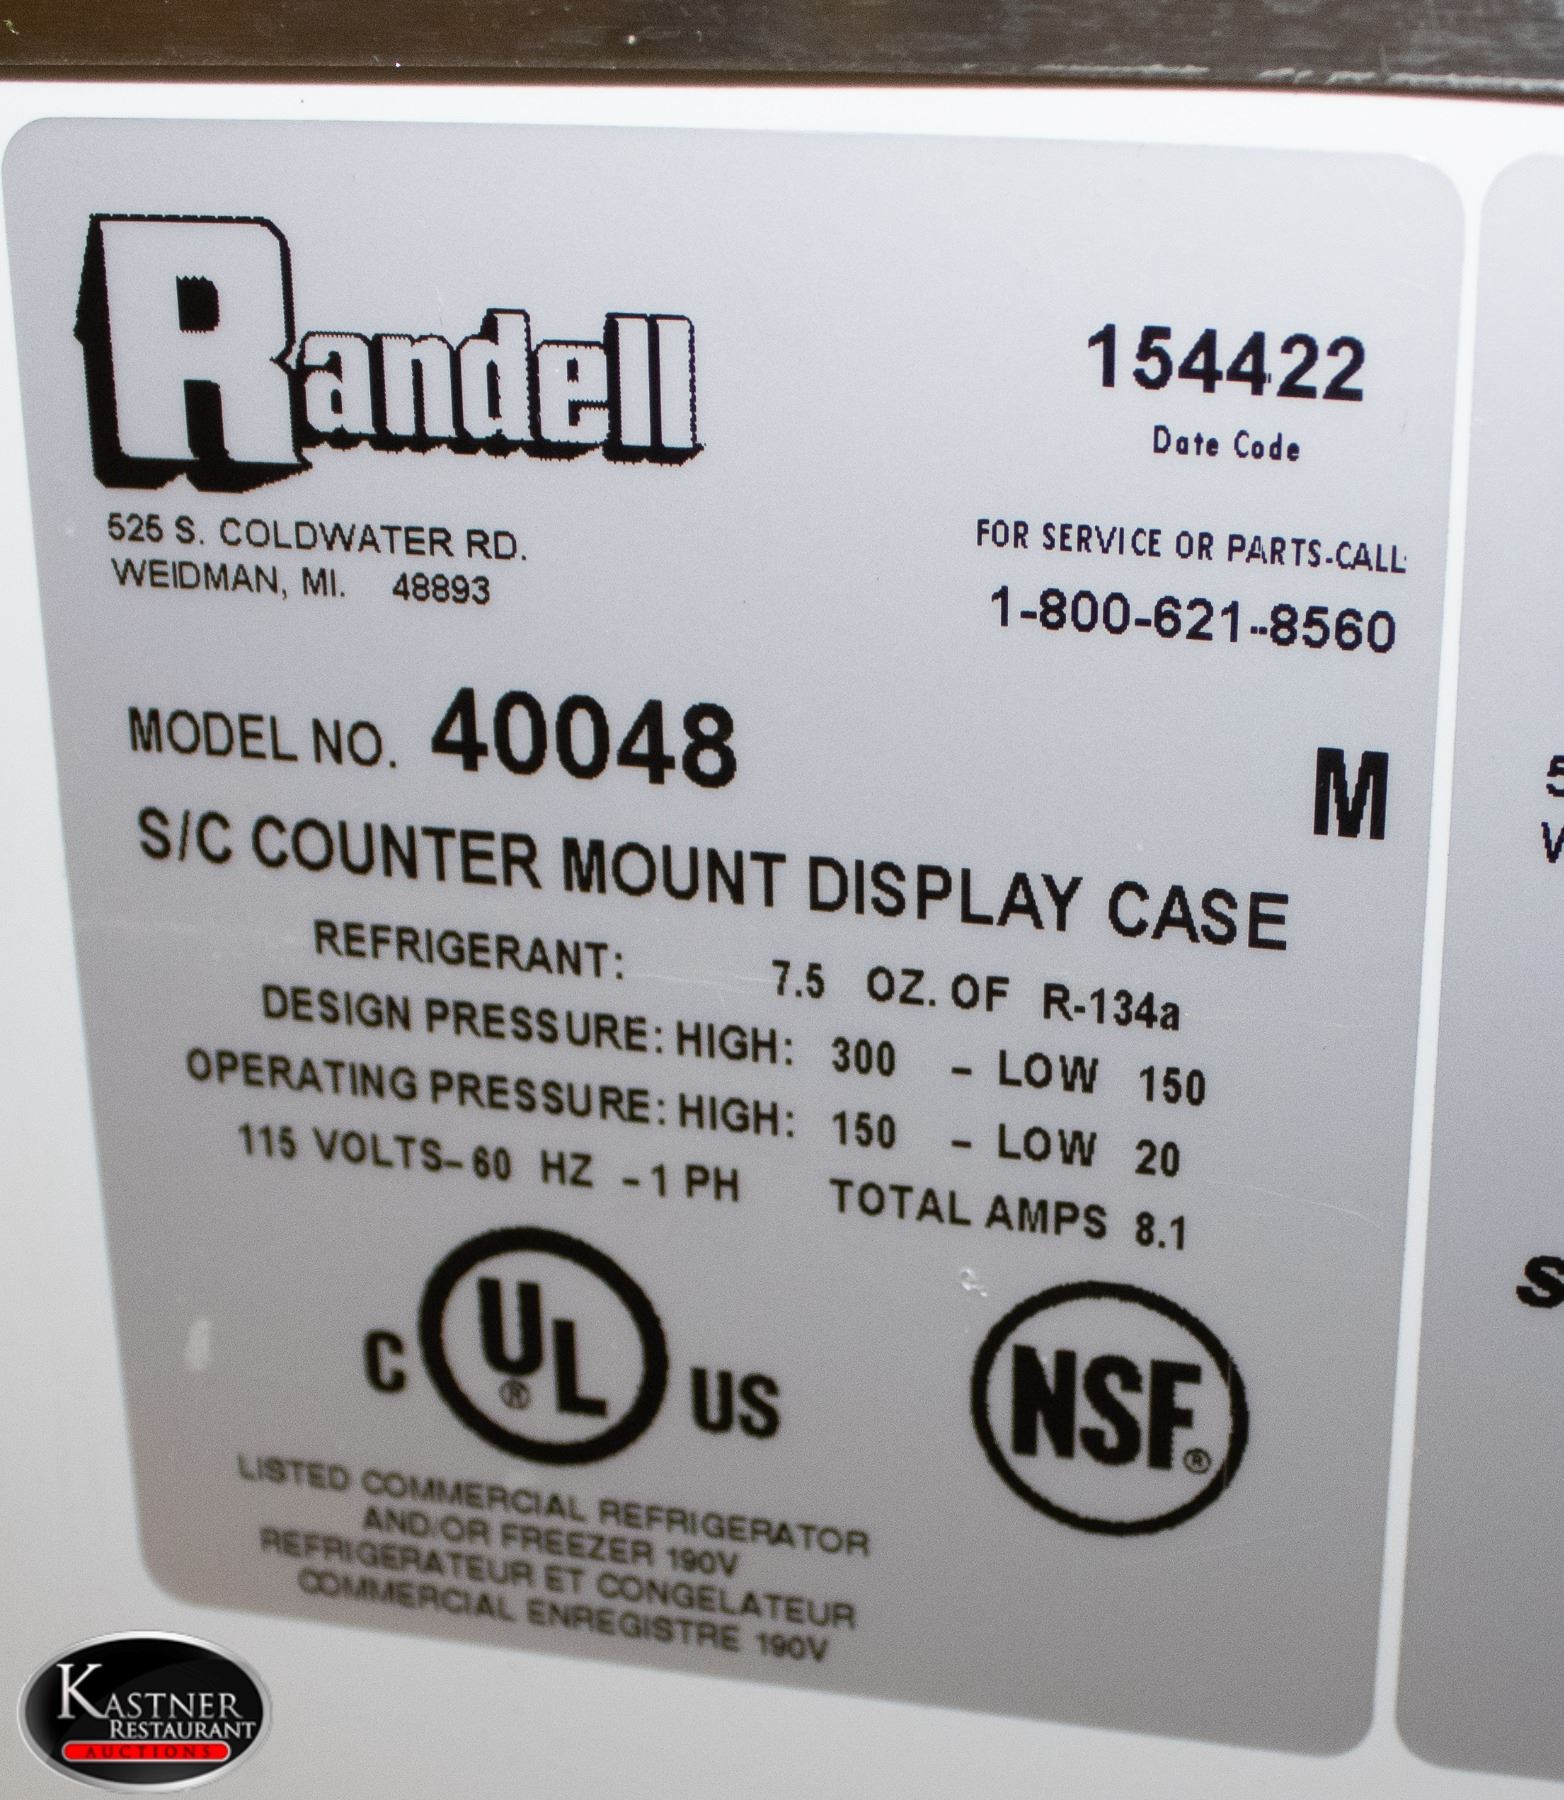 Randell
154422
Date Code
525 S. COLDWATER RD.
WEIDMAN, MI. 48893
FOR SERVICE OR PARTS-CALL
1-800-621-8560
MODEL NO. 40048
M
S/C COUNTER MOUNT DISPLAY CASE
REFRIGERANT: 7.5 OZ. OF R-134a
DESIGN PRESSURE: HIGH: 300 - LOW 150
OPERATING PRESSURE: HIGH: 150 - LOW 20
115 VOLTS- 60 HZ - 1 PH TOTAL AMPS 8.1
C UL® US
NSF®
LISTED COMMERCIAL REFRIGERATOR
AND/OR FREEZER 190V
REFRIGERATEUR ET CONGELATEUR
COMMERCIAL ENREGISTRE 190V
KASTNER
RESTAURANT
AUCTIONS